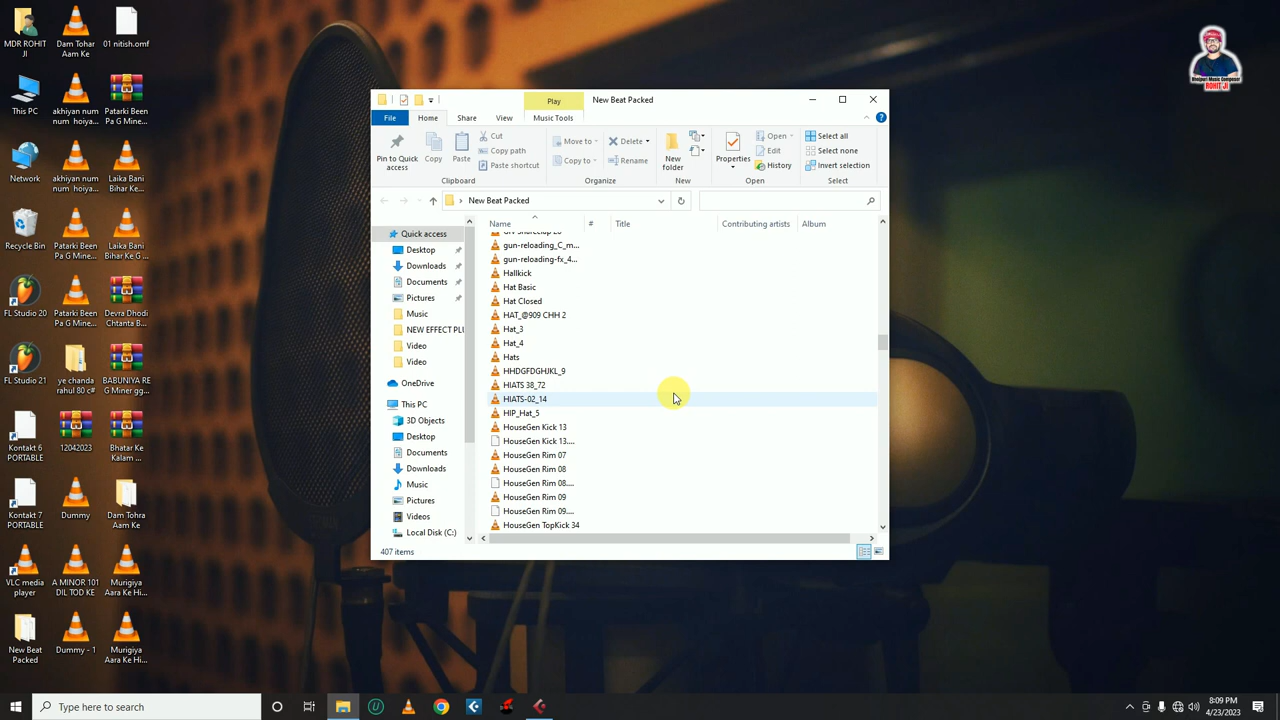 MDR ROHIT
JI
Dam Tohar
Aam Ke
01 nitish.omf
This PC
akhiyan num
num hoiya...
Patarki Been
Pa G Mine...
Network
akhiyan num
num hoiya...
Laika Bani
Bihar Ke...
Recycle Bin
Patarki Been
Pa G Mine...
Laika Bani
Bihar Ke G ...
FL Studio 20
Patarki Been
Pa G Mine...
Devra Dhodi
Chtanta B...
FL Studio 21
ye chanda
rahul 80 c#
BABUNIYA RE
G Miner gg...
Kontakt 6
PORTABLE
12042023
Bhatar Ke
Kalam ...
Kontakt 7
PORTABLE
Dummy
Dam Tohra
Aam Ke
VLC media
player
A MINOR 101
DIL TOD KE
Murigiya
Aara Ke Hi...
New Beat
Packed
Dummy - 1
Murigiya
Aara Ke Hi...
Bhojpuri Music Composer
ROHIT JI
Play
New Beat Packed
File
Home
Share
View
Music Tools
Pin to Quick
access
Copy
Paste
Cut
Copy path
Paste shortcut
Clipboard
Move to
Copy to
Delete
Rename
Organize
New
folder
New
Properties
Open
Edit
History
Open
Select all
Select none
Invert selection
Select
New Beat Packed
Name
#
Title
Contributing artists
Album
Quick access
Desktop
Downloads
Documents
Pictures
Music
NEW EFFECT PLU
Video
Video
OneDrive
This PC
3D Objects
Desktop
Documents
Downloads
Music
Pictures
Videos
Local Disk (C:)
gun-reloading_C_m...
gun-reloading-fx_4...
Hallkick
Hat Basic
Hat Closed
HAT_@909 CHH 2
Hat_3
Hat_4
Hats
HHDGFDGHJKL_9
HIATS 38_72
HIATS-02_14
HIP_Hat_5
HouseGen Kick 13
HouseGen Kick 13....
HouseGen Rim 07
HouseGen Rim 08
HouseGen Rim 08....
HouseGen Rim 09
HouseGen Rim 09....
HouseGen TopKick 34
407 items
Type here to search
8:09 PM
4/23/2023